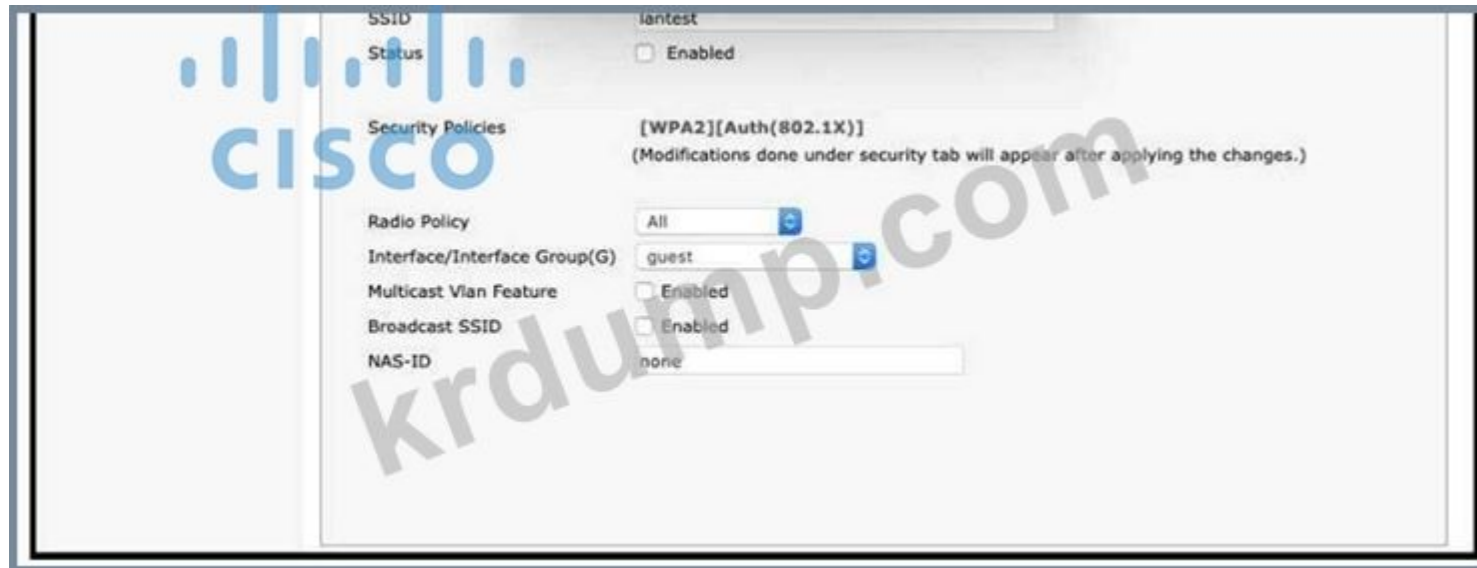 SSID lantest
Status Enabled
CISCO
Security Policies [WPA2][Auth(802.1X)]
(Modifications done under security tab will appear after applying the changes.)
Radio Policy All
Interface/Interface Group(G) guest
Multicast Vlan Feature Enabled
Broadcast SSID Enabled
NAS-ID none
krdump.com